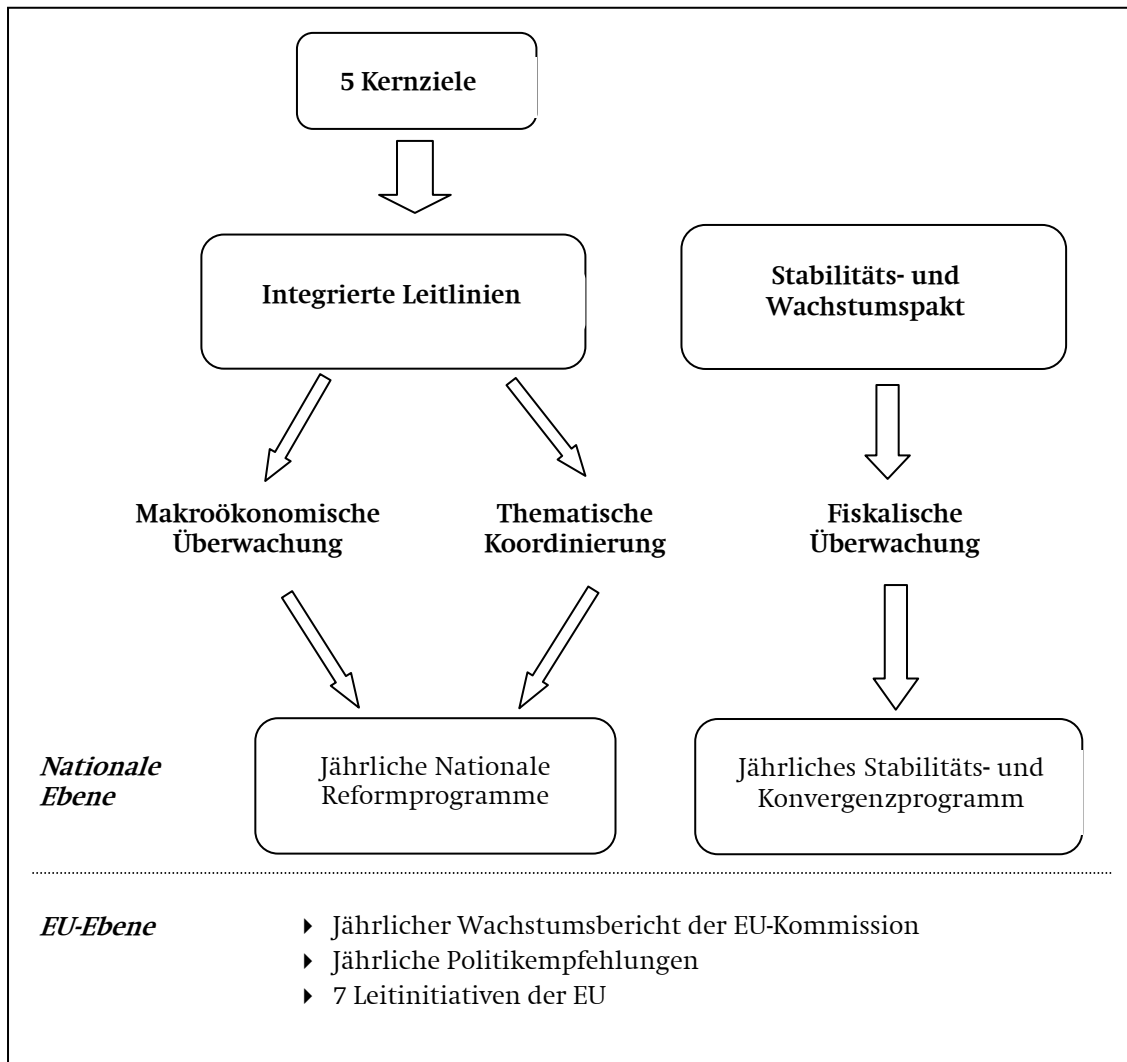 5 Kernziele
Integrierte Leitlinien
Stabilitäts- und
Wachstumspakt
Makroökonomische
Überwachung
Thematische
Koordinierung
Fiskalische
Überwachung
Nationale
Ebene
Jährliche Nationale
Reformprogramme
Jährliches Stabilitäts- und
Konvergenzprogramm
EU-Ebene
Jährlicher Wachstumsbericht der EU-Kommission
Jährliche Politikempfehlungen
7 Leitinitiativen der EU